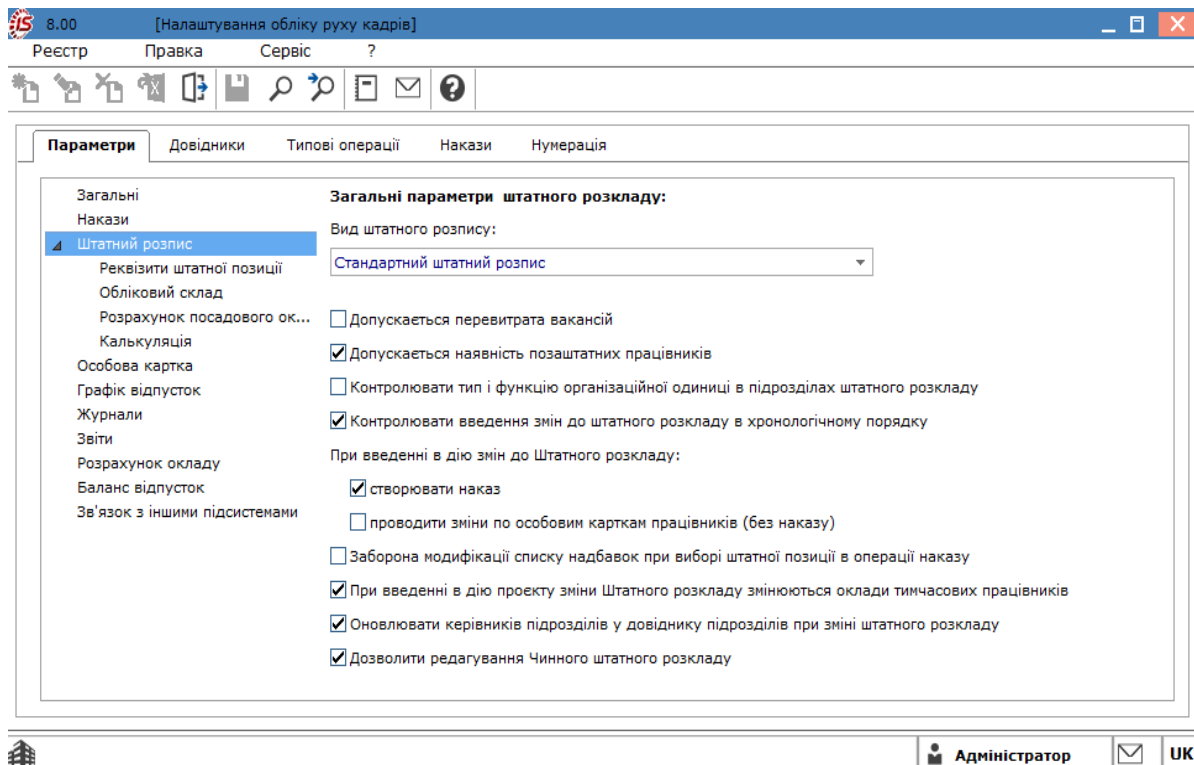 iS 8.00 [Налаштування обліку руху кадрів]
Реєстр Правка Сервіс ?
Параметри Довідники Типові операції Накази Нумерація
Загальні
Накази
Штатний розпис
Реквізити штатної позиції
Обліковий склад
Розрахунок посадового ок...
Калькуляція
Особова картка
Графік відпусток
Журнали
Звіти
Розрахунок окладу
Баланс відпусток
Зв'язок з іншими підсистемами
Загальні параметри штатного розкладу:
Вид штатного розпису:
Стандартний штатний розпис
Допускається перевитрата вакансій
Допускається наявність позаштатних працівників
Контролювати тип і функцію організаційної одиниці в підрозділах штатного розкладу
Контролювати введення змін до штатного розкладу в хронологічному порядку
При введенні в дію змін до Штатного розкладу:
створювати наказ
проводити зміни по особовим карткам працівників (без наказу)
Заборона модифікації списку надбавок при виборі штатної позиції в операції наказу
При введенні в дію проєкту зміни Штатного розкладу змінюються оклади тимчасових працівників
Оновлювати керівників підрозділів у довіднику підрозділів при зміні штатного розкладу
Дозволити редагування Чинного штатного розкладу
Адміністратор UK